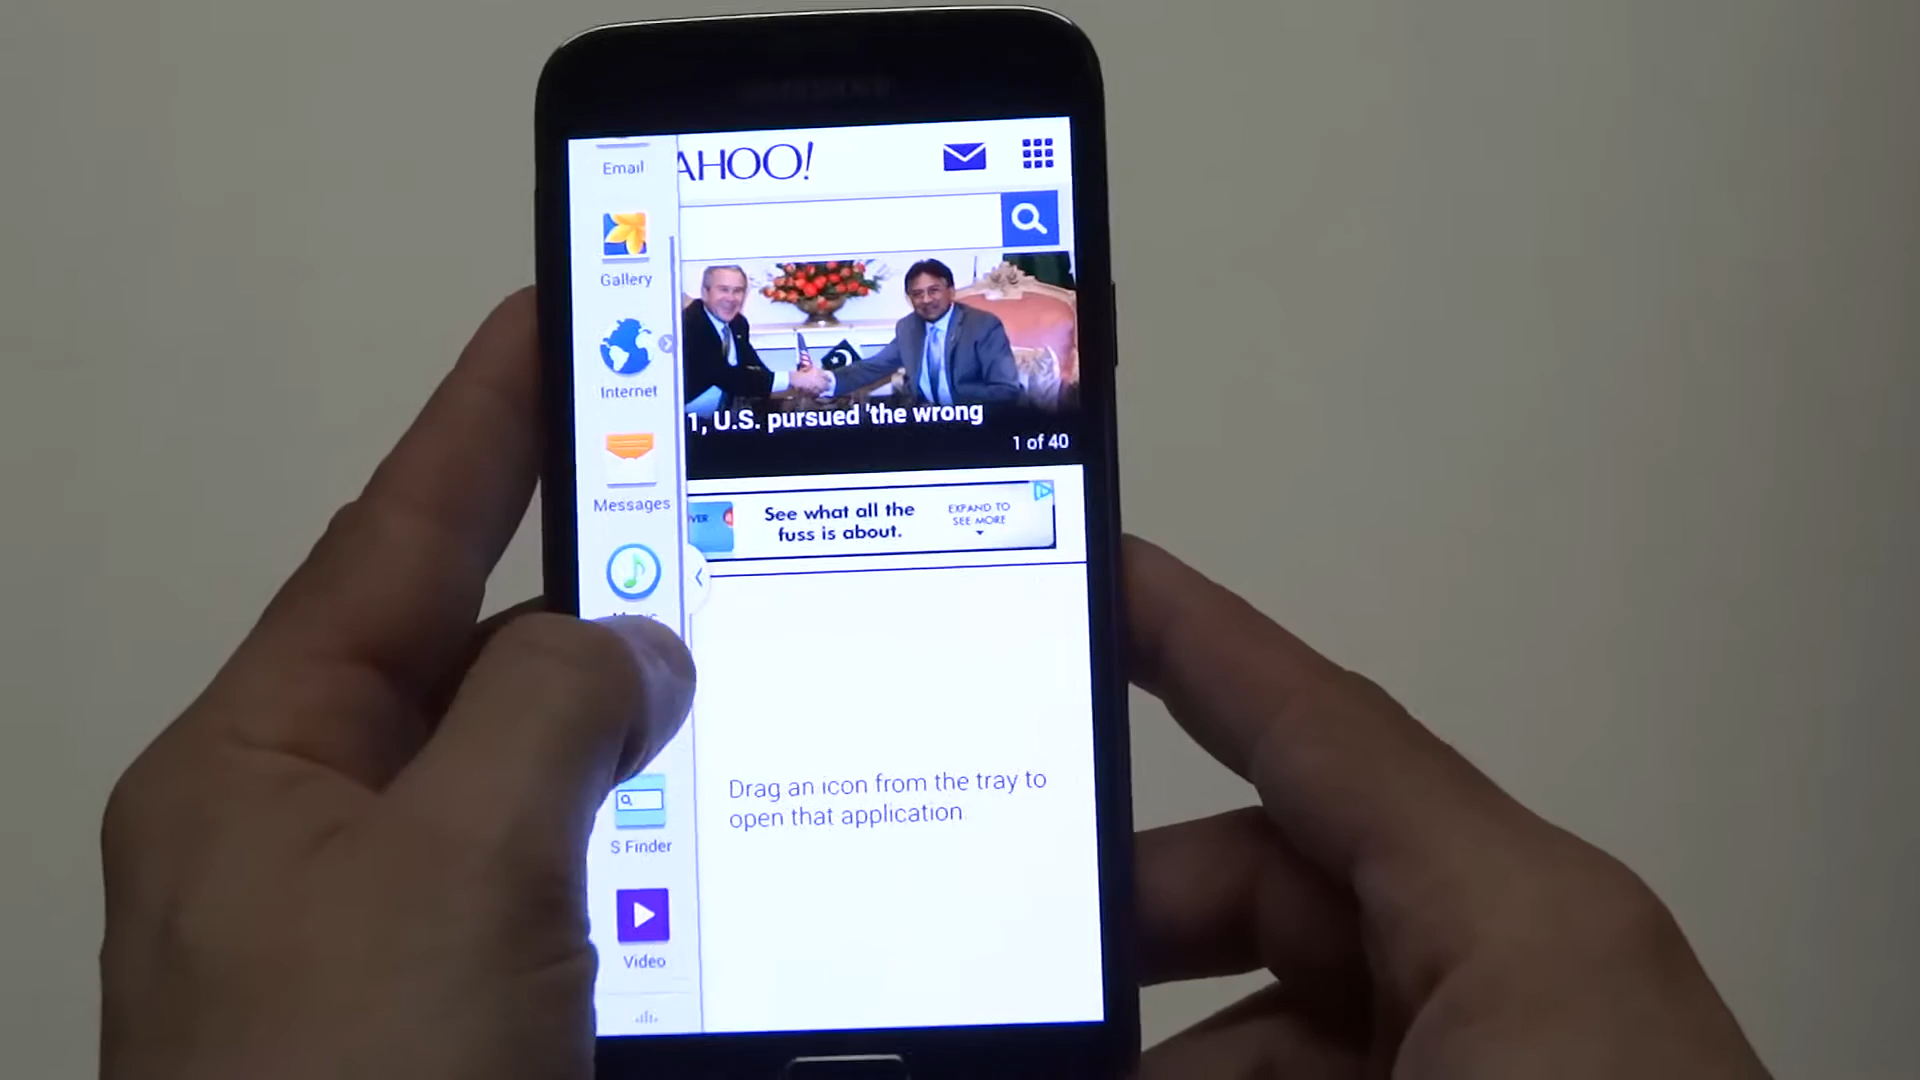 Email
AHOO!
Gallery
Internet
1, U.S. pursued 'the wrong
1 of 40
Messages
See what all the
fuss is about.
EXPAND TO
SEE MORE
Drag an icon from the tray to
open that application
S Finder
Video